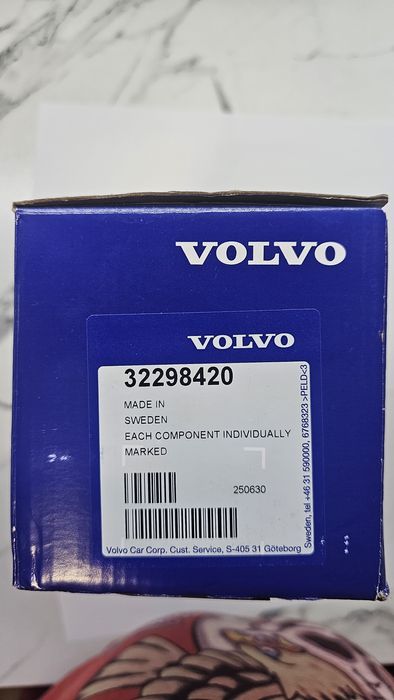 VOLVO
VOLVO
32298420
MADE IN
SWEDEN
EACH COMPONENT INDIVIDUALLY
MARKED
250630
Volvo Car Corp. Cust. Service, S-405 31 Göteborg
Sweden, tel +46 31 590000, 6768323 >PELD<3